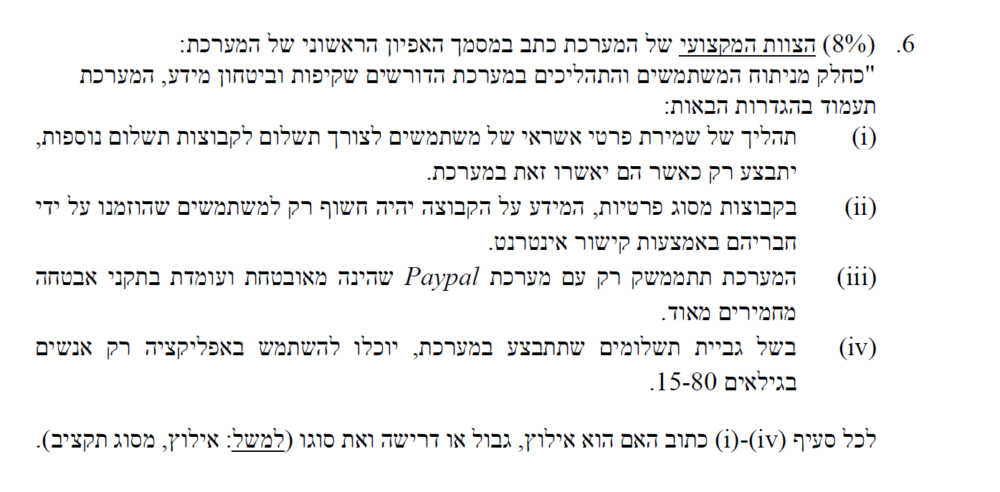 6. (8%) הצוות המקצועי של המערכת כתב במסמך האפיון הראשוני של המערכת:
"כחלק מניתוח המשתמשים והתהליכים במערכת הדורשים שקיפות וביטחון מידע, המערכת
תעמוד בהגדרות הבאות:
(i) תהליך של שמירת פרטי אשראי של משתמשים לצורך תשלום לקבוצות תשלום נוספות,
יתבצע רק כאשר הם יאשרו זאת במערכת.
(ii) בקבוצות מסוג פרטיות, המידע על הקבוצה יהיה חשוף רק למשתמשים שהוזמנו על ידי
חבריהם באמצעות קישור אינטרנט.
(iii) המערכת תתממשק רק עם מערכת Paypal שהינה מאובטחת ועומדת בתקני אבטחה
מחמירים מאוד.
(iv) בשל גביית תשלומים שתתבצע במערכת, יוכלו להשתמש באפליקציה רק אנשים
בגילאים 15-80.
לכל סעיף (i)-(iv) כתוב האם הוא אילוץ, גבול או דרישה ואת סוגו (למשל: אילוץ, מסוג תקציב).